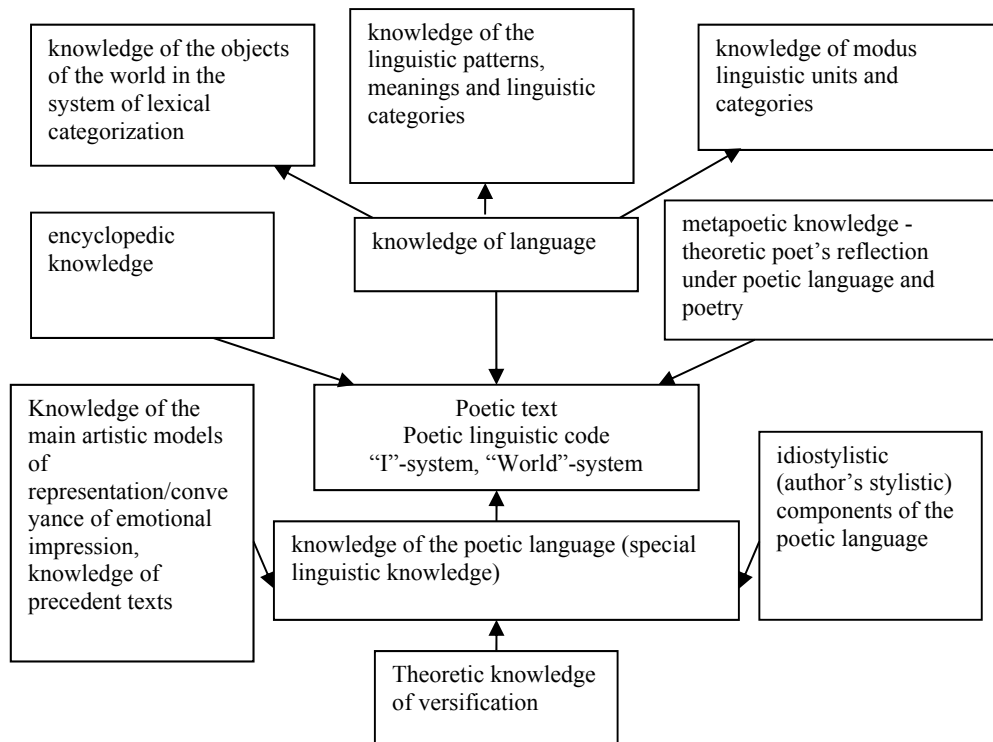 knowledge of the objects
of the world in the
system of lexical
categorization
knowledge of the
linguistic patterns,
meanings and linguistic
categories
knowledge of modus
linguistic units and
categories
encyclopedic
knowledge
knowledge of language
metapoetic knowledge -
theoretic poet’s reflection
under poetic language and
poetry
Poetic text
Poetic linguistic code
“I”-system, “World”-system
Knowledge of the
main artistic models
of
representation/conve
yance of emotional
impression,
knowledge of
precedent texts
idiostylistic
(author’s stylistic)
components of the
poetic language
knowledge of the poetic language (special
linguistic knowledge)
Theoretic knowledge
of versification